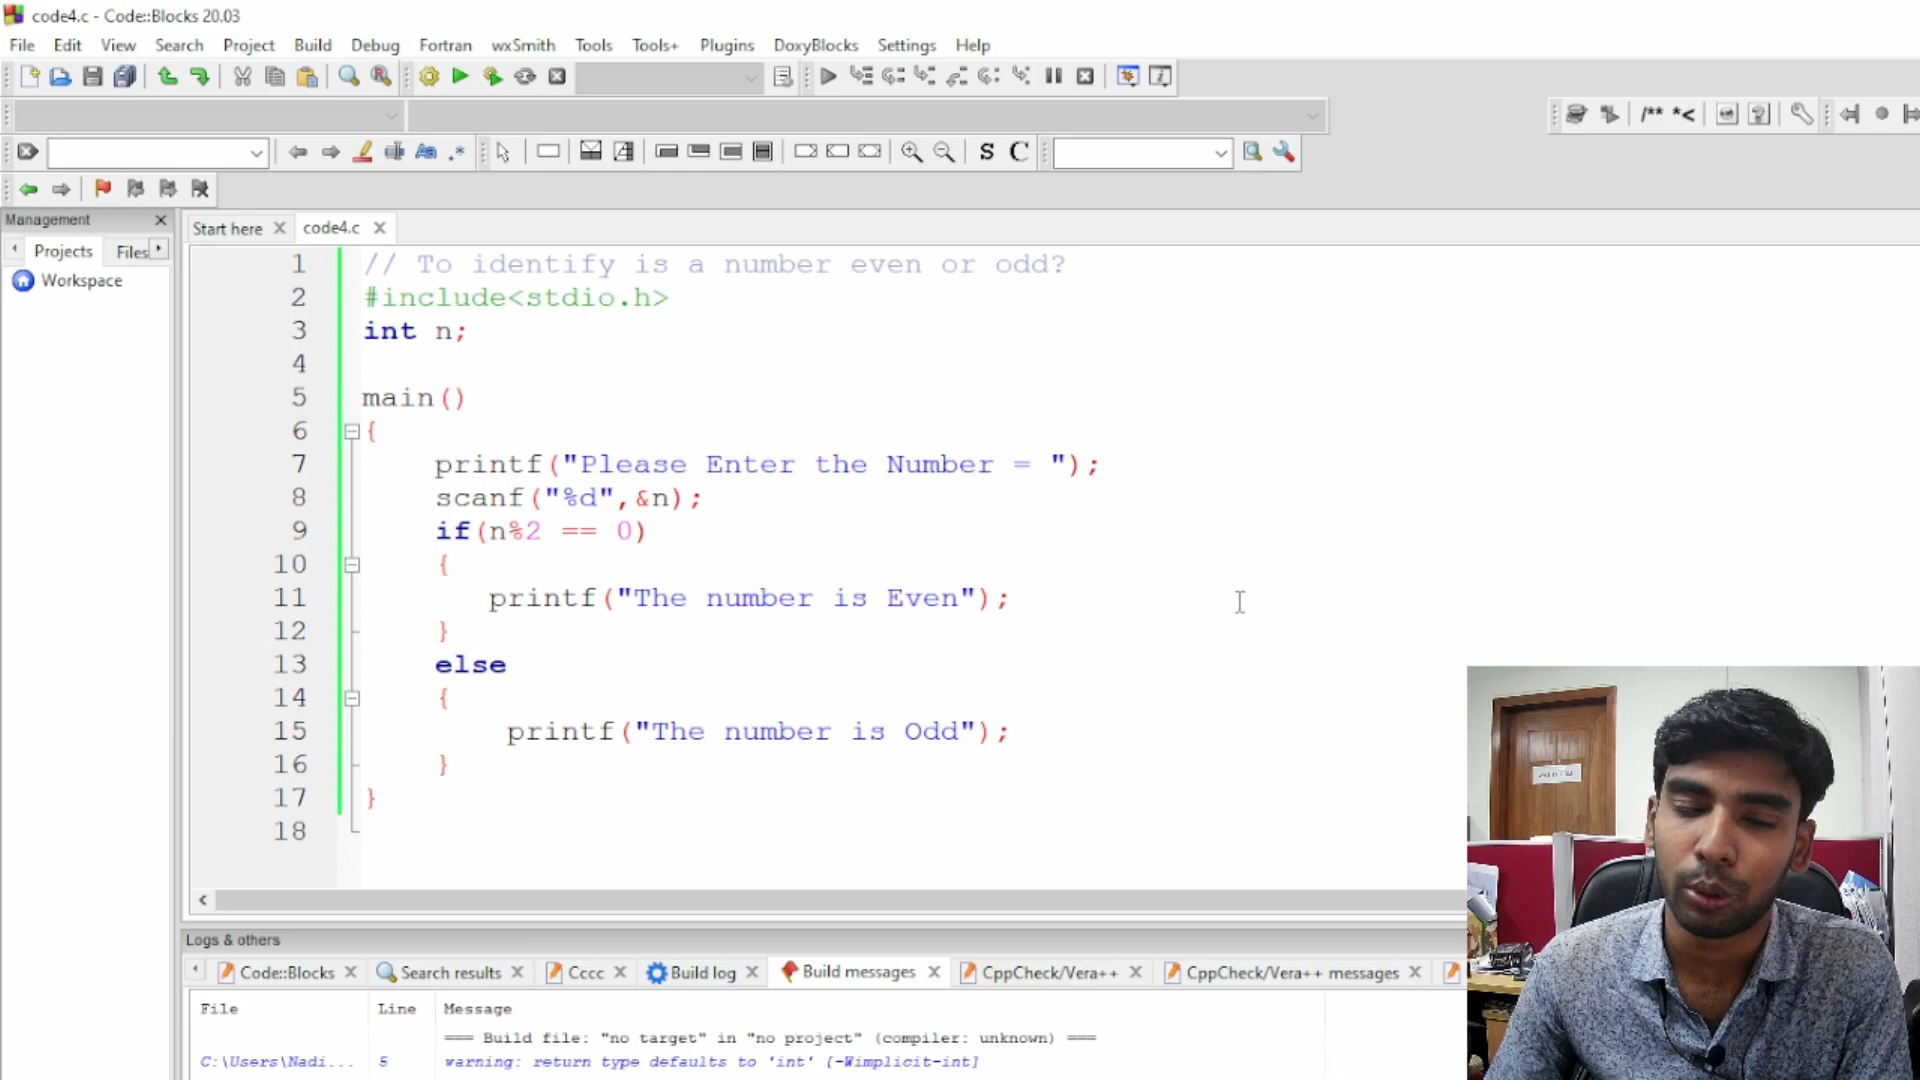 code4.c - Code::Blocks 20.03
File Edit View Search Project Build Debug Fortran wxSmith Tools Tools+ Plugins DoxyBlocks Settings Help
/** *<
S C
Management
Projects Files
Workspace
Start here code4.c
1 // To identify is a number even or odd?
2 #include<stdio.h>
3 int n;
4
5 main()
6 {
7 printf("Please Enter the Number = ");
8 scanf("%d",&n);
9 if(n%2 == 0)
10 {
11 printf("The number is Even");
12 }
13 else
14 {
15 printf("The number is Odd");
16 }
17 }
18
Logs & others
Code::Blocks Search results Cccc Build log Build messages CppCheck/Vera++ CppCheck/Vera++ messages
File Line Message
=== Build file: "no target" in "no project" (compiler: unknown) ===
C:\Users\Nadi... 5 warning: return type defaults to 'int' [-Wimplicit-int]